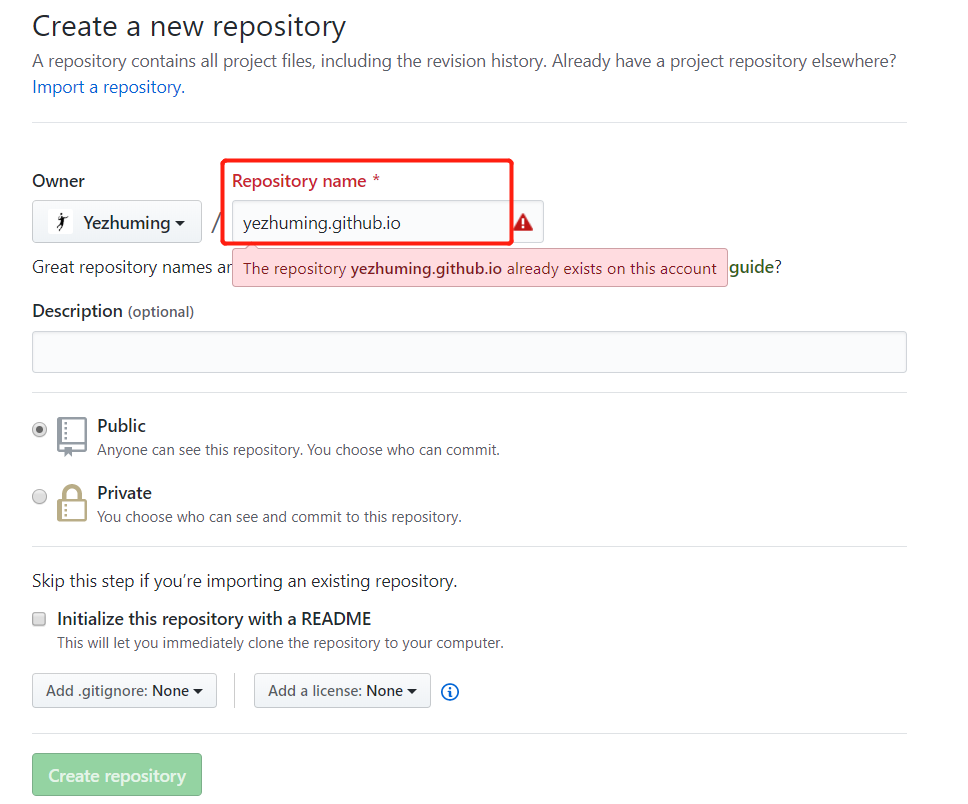 Create a new repository
A repository contains all project files, including the revision history. Already have a project repository elsewhere?
Import a repository.
Owner
Repository name *
Yezhuming
/
yezhuming.github.io
Great repository names ar
The repository yezhuming.github.io already exists on this account
guide?
Description (optional)
Public
Anyone can see this repository. You choose who can commit.
Private
You choose who can see and commit to this repository.
Skip this step if you’re importing an existing repository.
Initialize this repository with a README
This will let you immediately clone the repository to your computer.
Add .gitignore: None
Add a license: None
Create repository